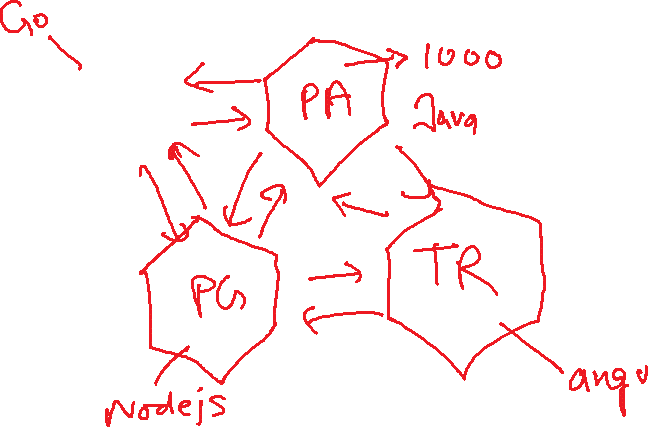 Go
1000
PA
Java
TR
PG
angu
Nodejs